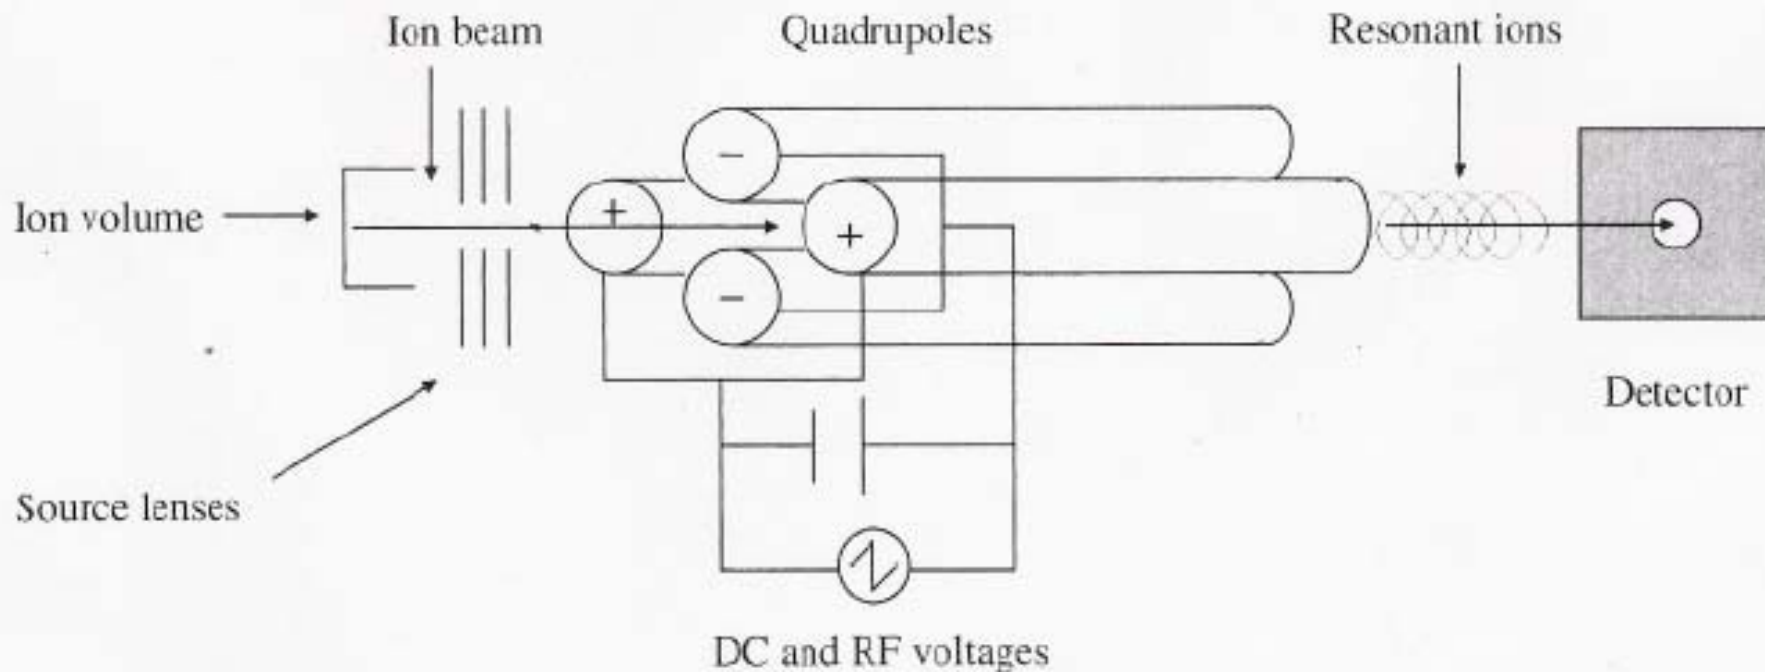 Ion beam
Quadrupoles
Resonant ions
Ion volume
−
+
+
−
Detector
Source lenses
DC and RF voltages